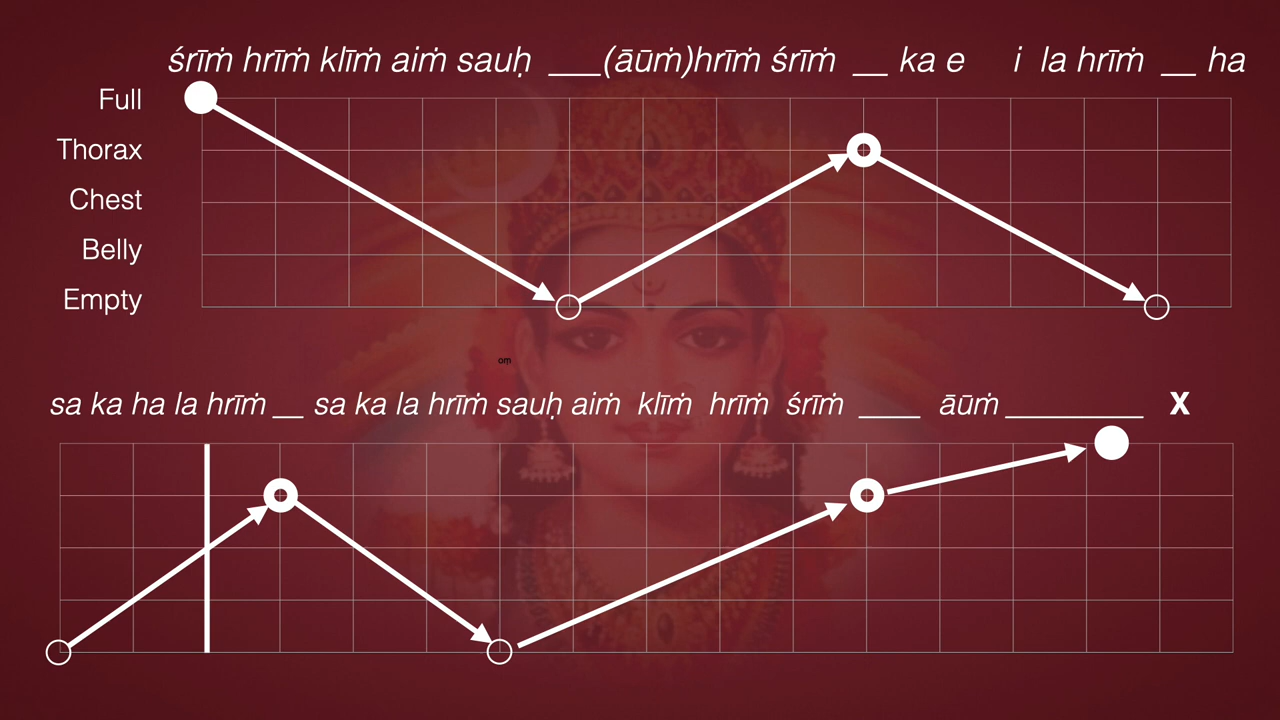 śrīṁ hrīṁ klīṁ aiṁ sauḥ ___(āūṁ)hrīṁ śrīṁ __ ka e i la hrīṁ __ ha
Full
Thorax
Chest
Belly
Empty
oṃ
sa ka ha la hrīṁ __ sa ka la hrīṁ sauḥ aiṁ klīṁ hrīṁ śrīṁ ____ āūṁ _________ X